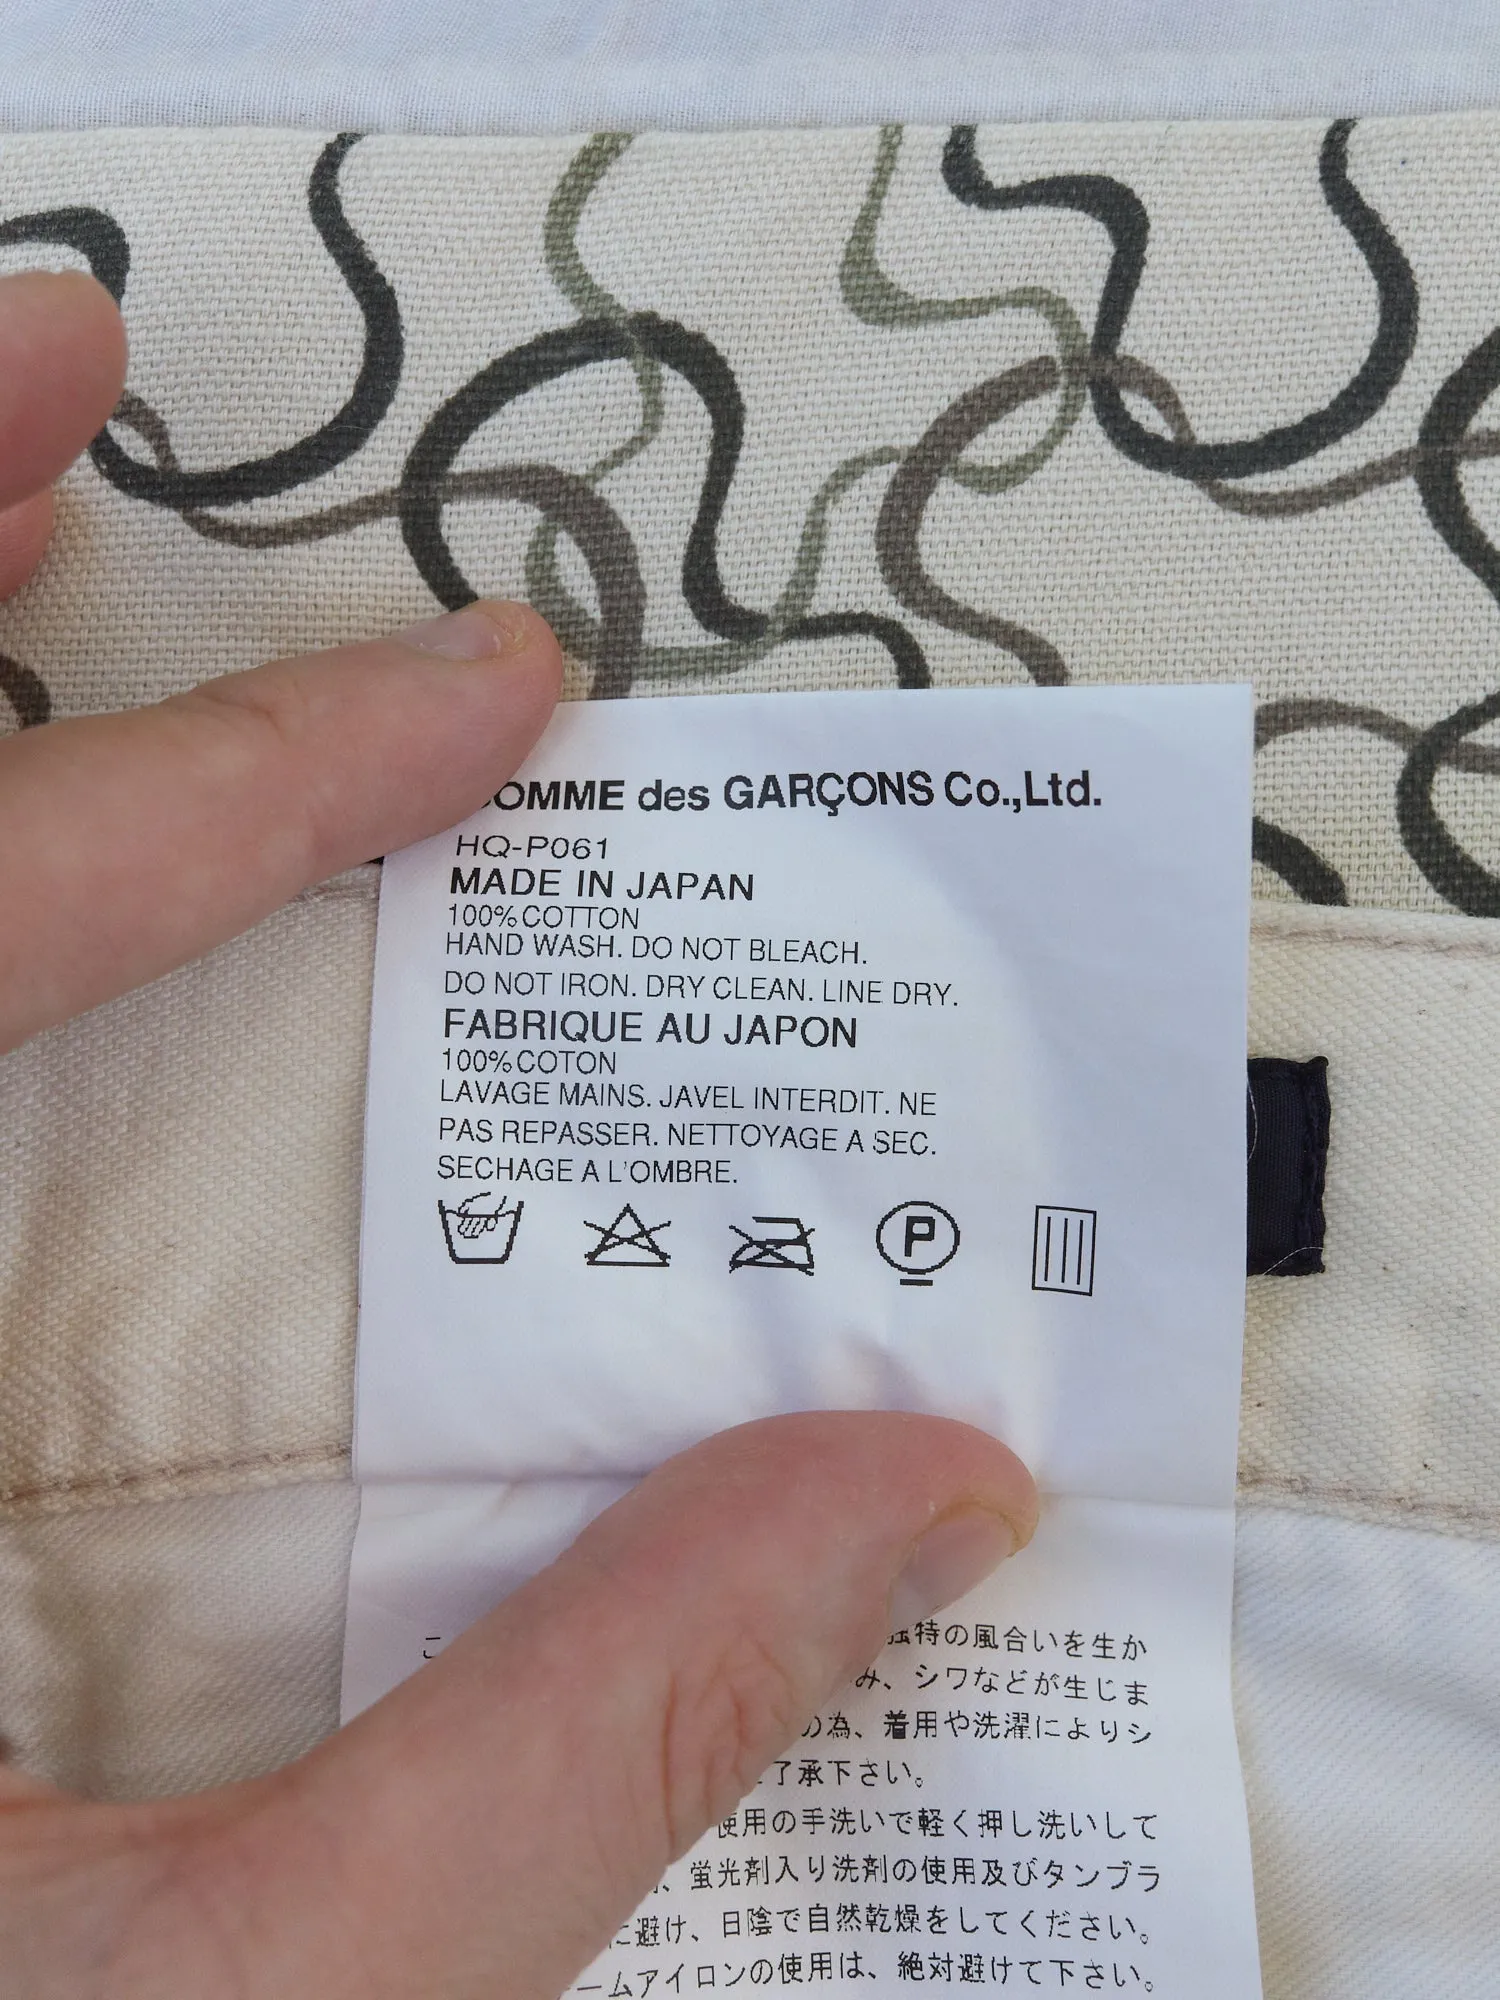 COMME des GARÇONS Co.,Ltd.
HQ-P061
MADE IN JAPAN
100% COTTON
HAND WASH. DO NOT BLEACH.
DO NOT IRON. DRY CLEAN. LINE DRY.
FABRIQUE AU JAPON
100% COTON
LAVAGE MAINS. JAVEL INTERDIT. NE
PAS REPASSER. NETTOYAGE A SEC.
SECHAGE A L'OMBRE.
P
こ 独特の風合いを生か
み、シワなどが生じま
の為、着用や洗濯によりシ
了承下さい。
使用の手洗いで軽く押し洗いして
、蛍光剤入り洗剤の使用及びタンブラ
に避け、日陰で自然乾燥をしてください。
ームアイロンの使用は、絶対避けて下さい。